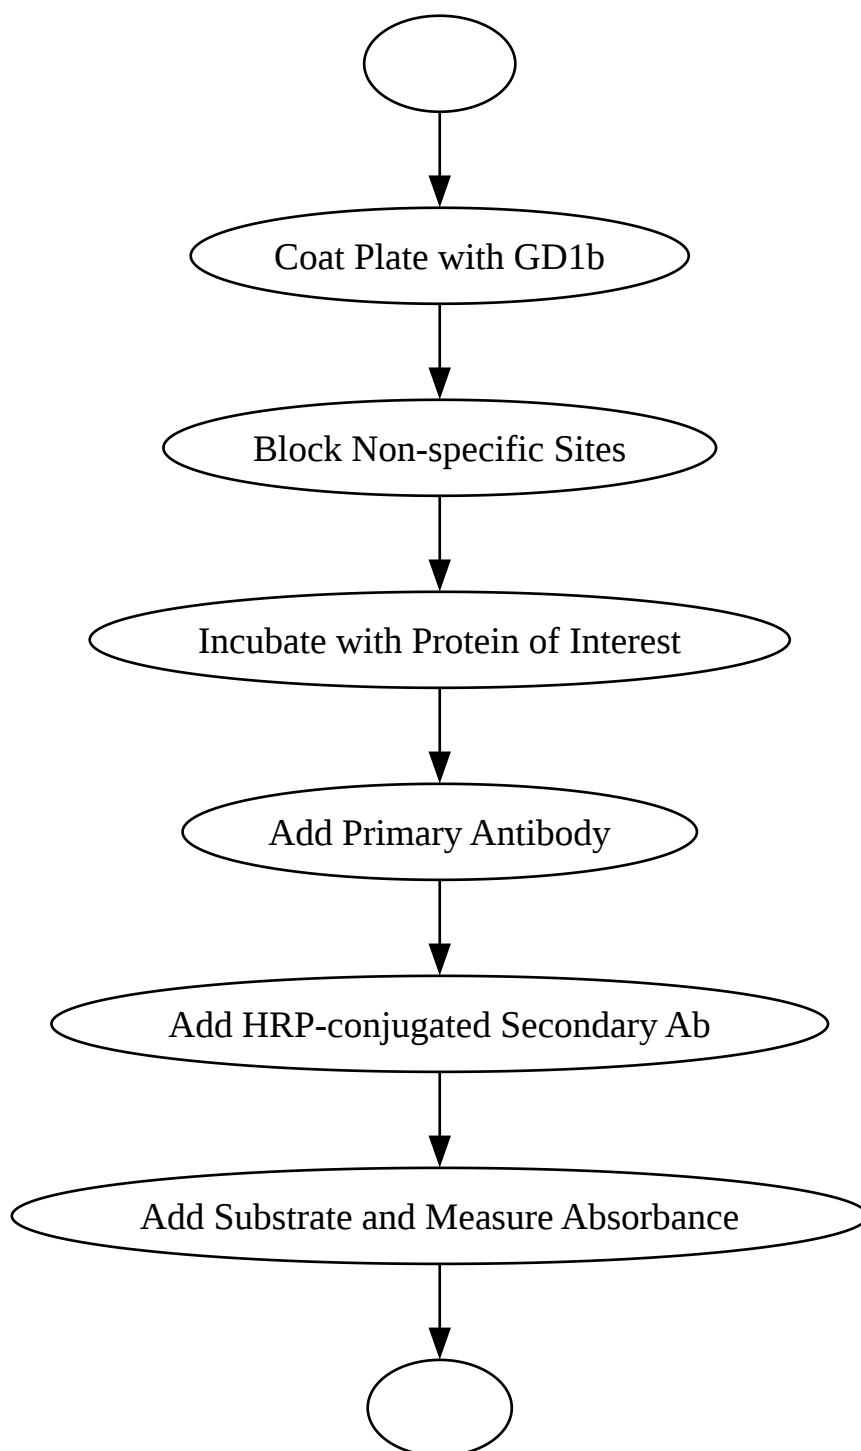 Coat Plate with GD1b
Block Non-specific Sites
Incubate with Protein of Interest
Add Primary Antibody
Add HRP-conjugated Secondary Ab
Add Substrate and Measure Absorbance